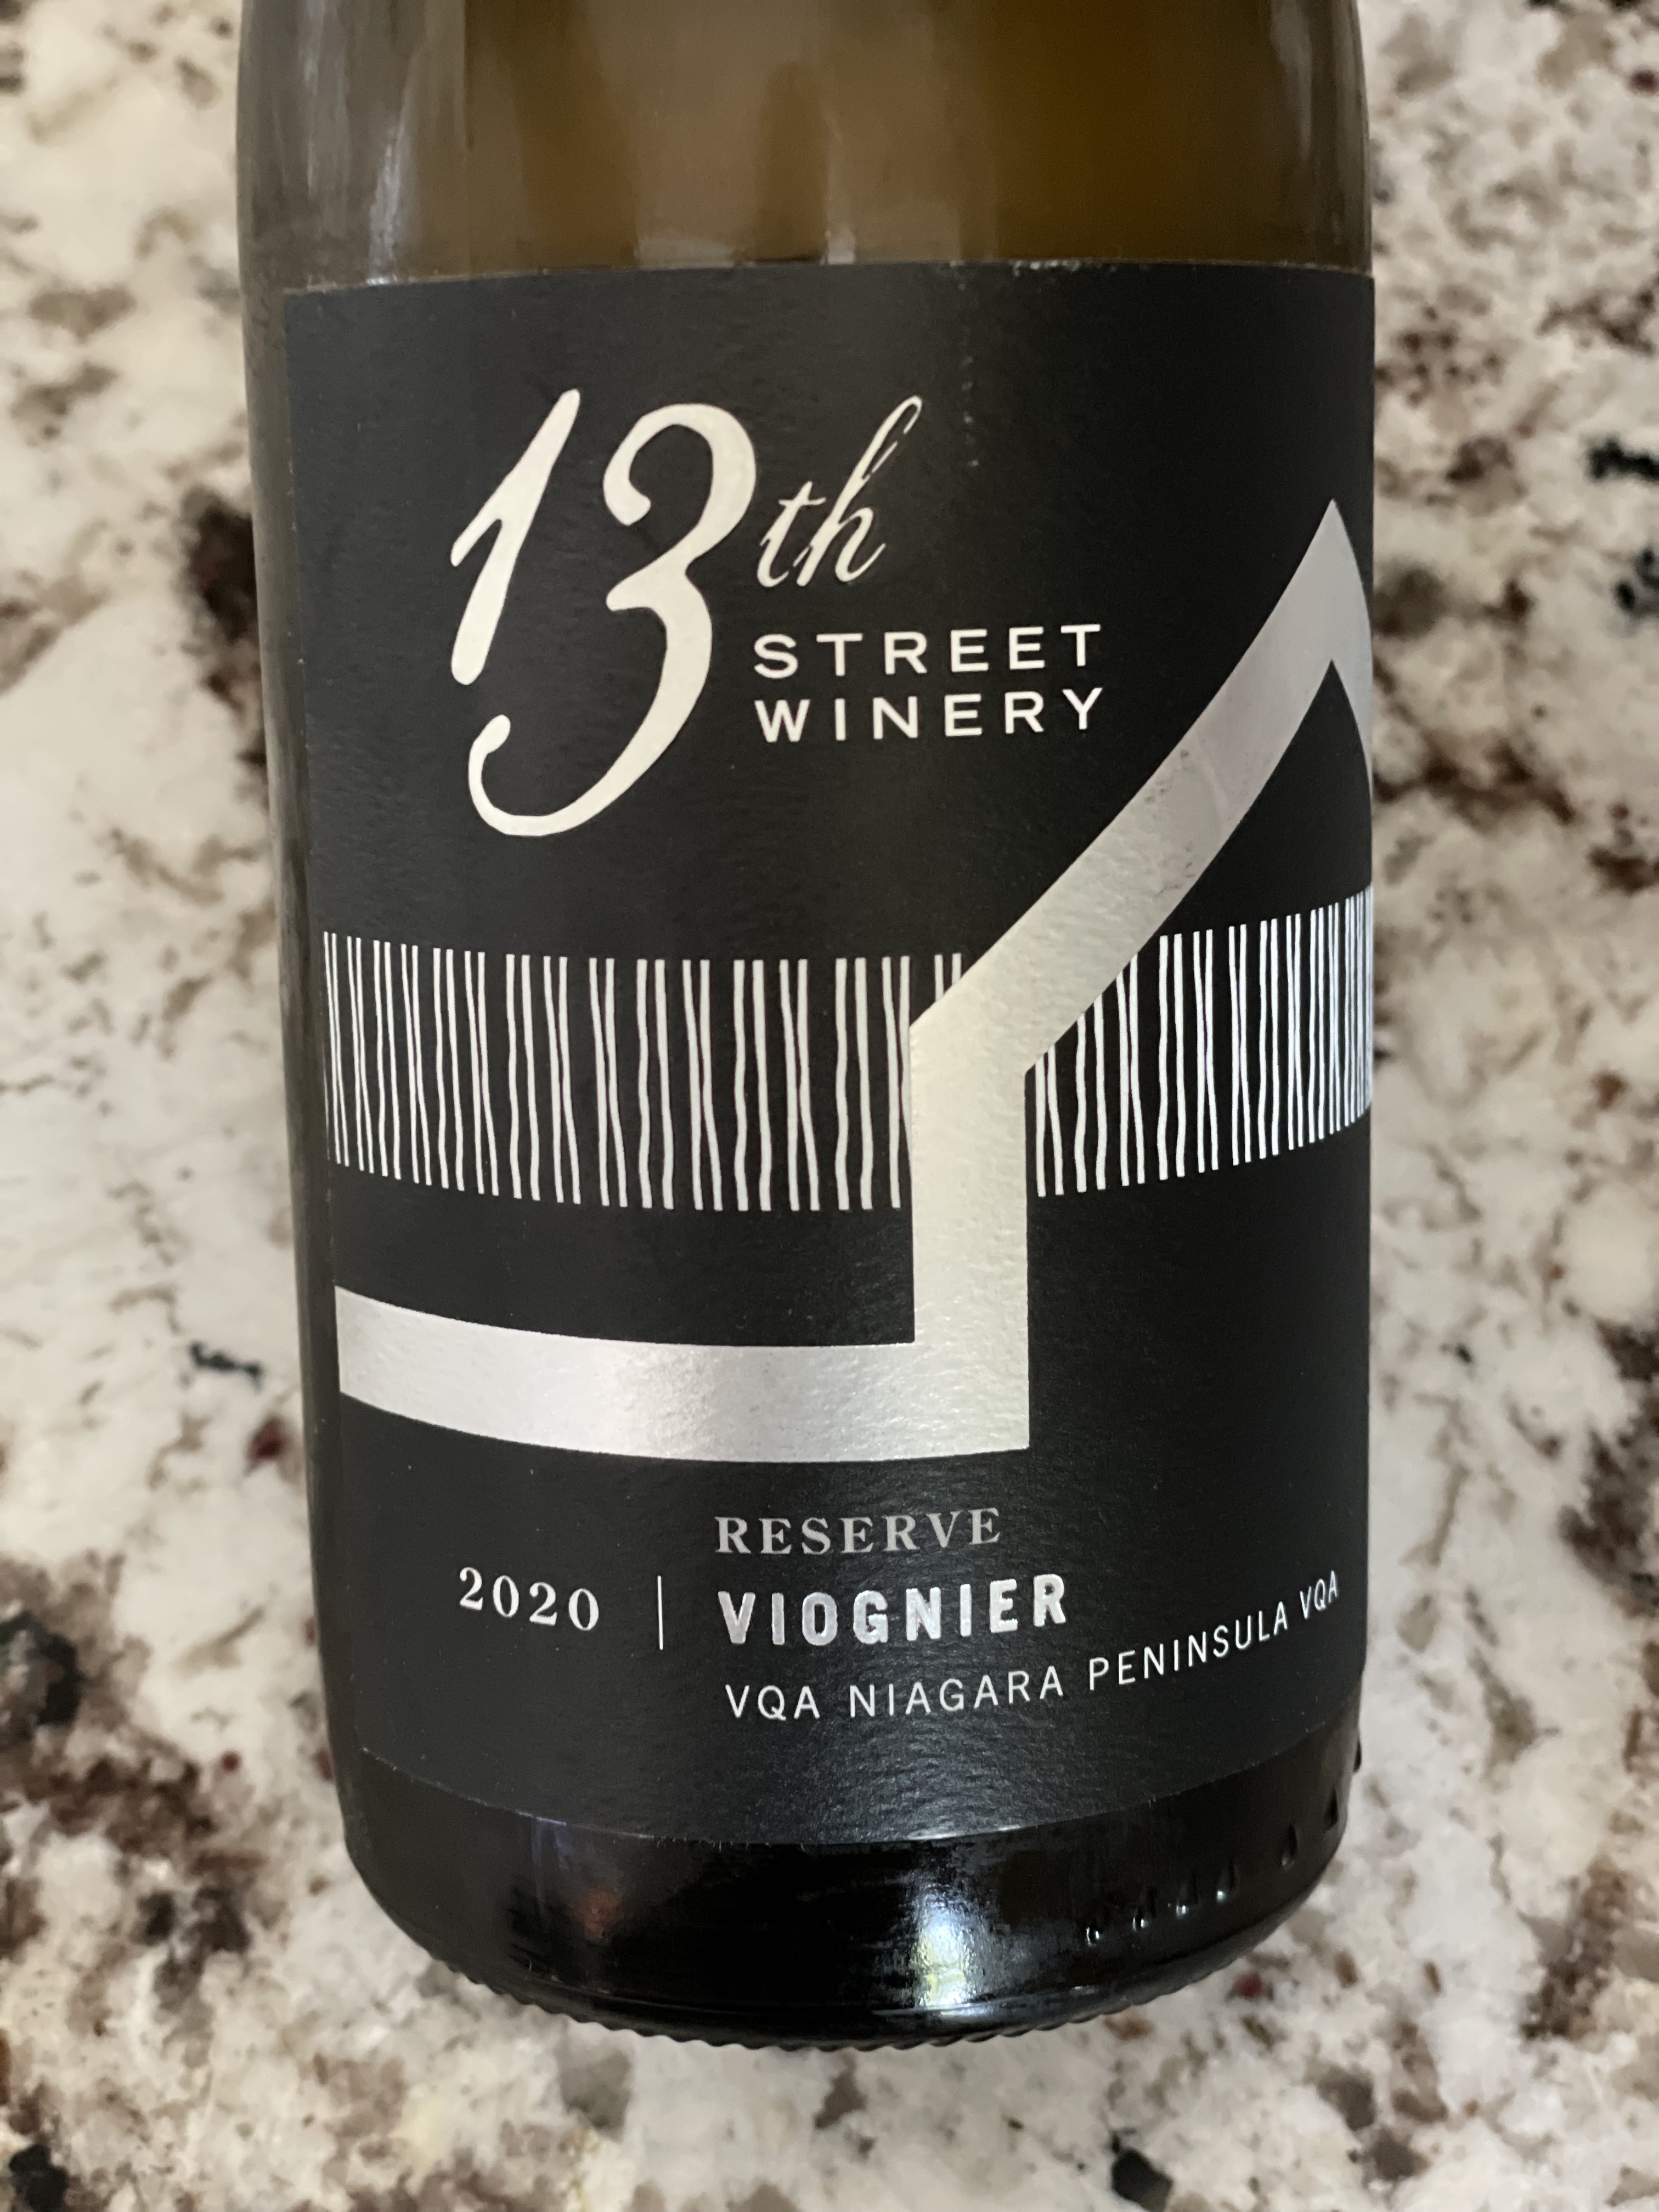 13th
STREET
WINERY
RESERVE
2020 | VIOGNIER
VQA NIAGARA PENINSULA VQA